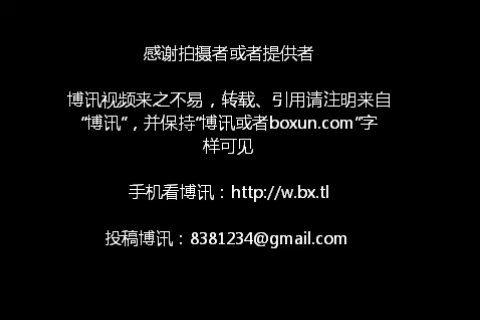 感谢拍摄者或者提供者
博讯视频来之不易，转载、引用请注明来自
“博讯”，并保持“博讯或者boxun.com”字
样可见
手机看博讯：http://w.bx.tl
投稿博讯：8381234@gmail.com